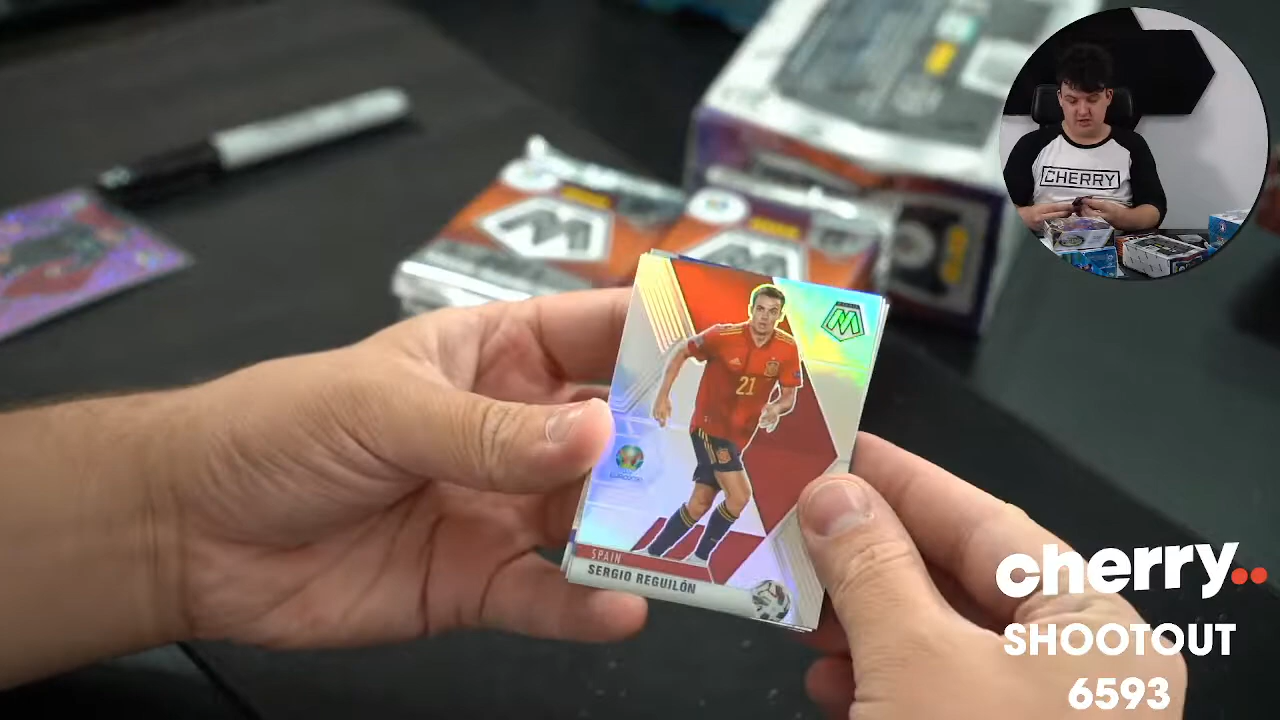 CHERRY
21
SPAIN
SERGIO REGUILÓN
cherry..
SHOOTOUT
6593